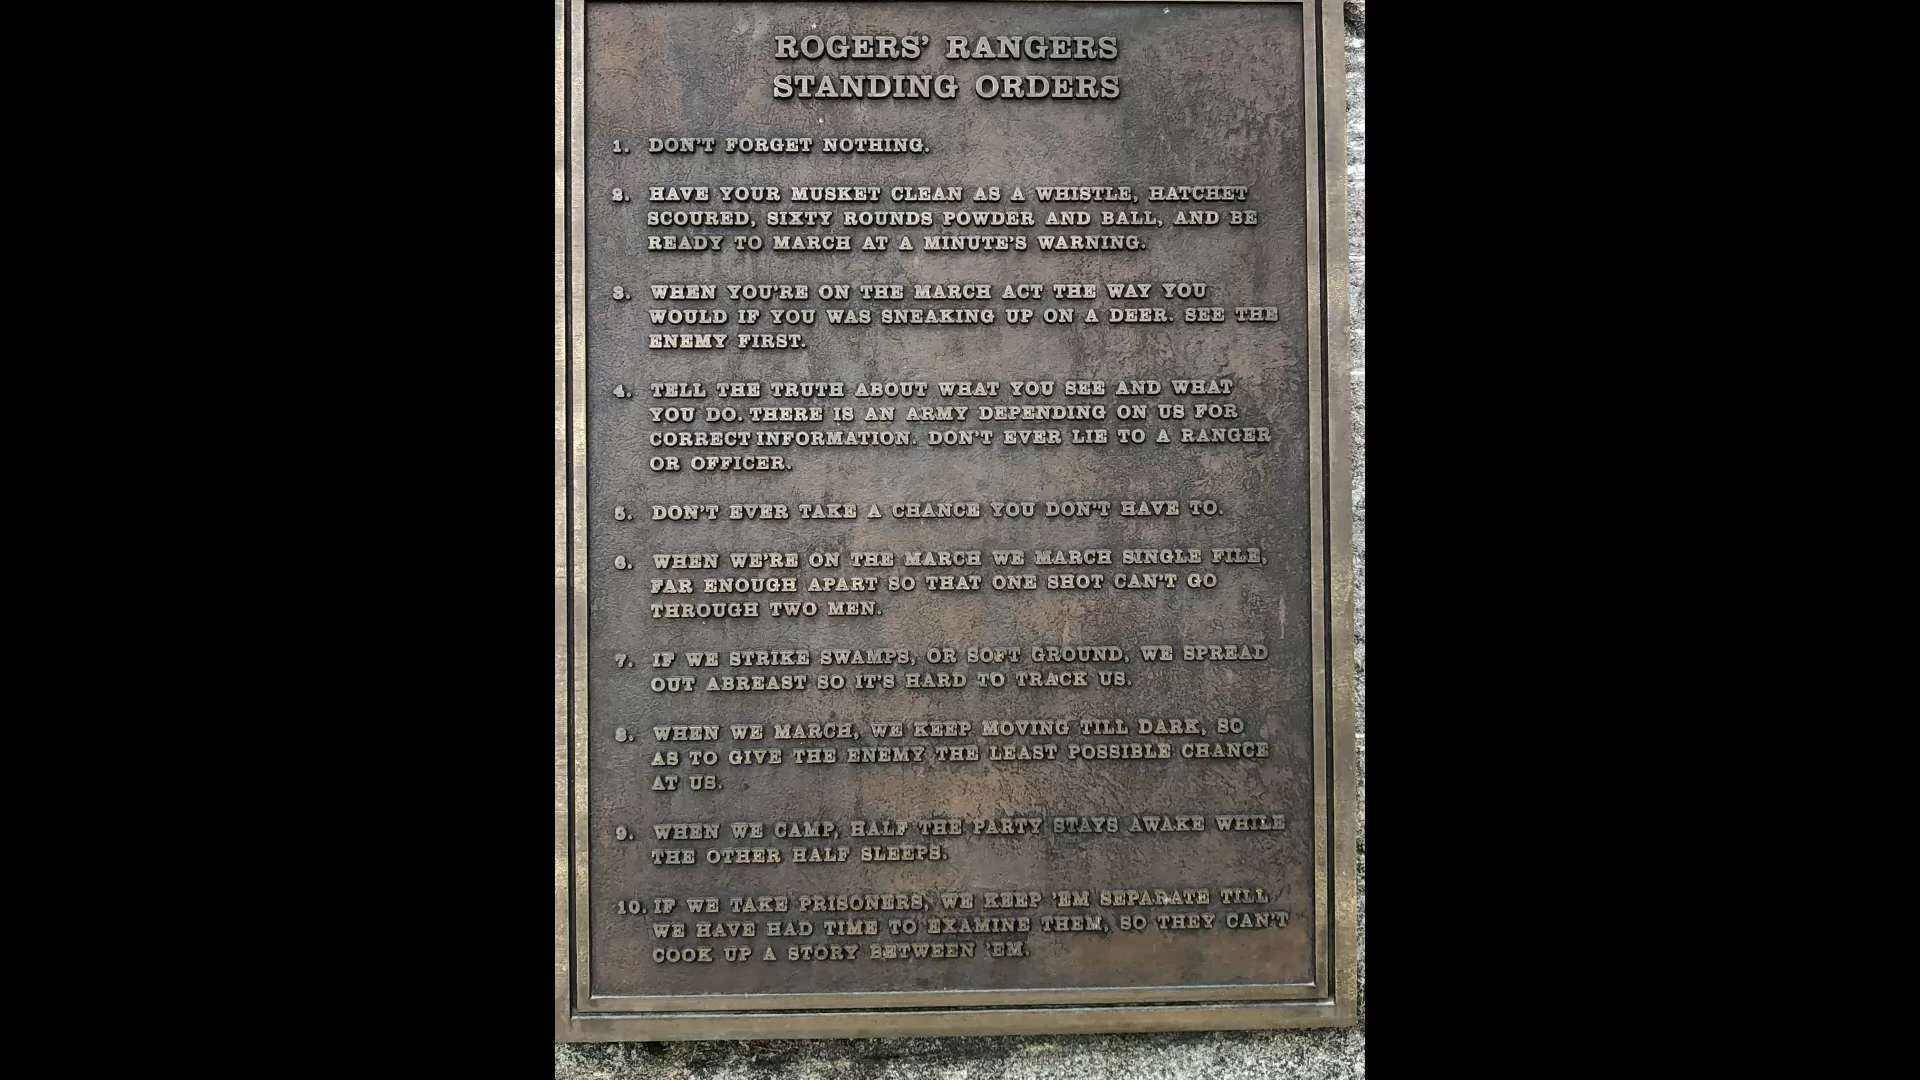 ROGERS' RANGERS
STANDING ORDERS
1. DON'T FORGET NOTHING.
2. HAVE YOUR MUSKET CLEAN AS A WHISTLE, HATCHET
SCOURED, SIXTY ROUNDS POWDER AND BALL, AND BE
READY TO MARCH AT A MINUTE'S WARNING.
3. WHEN YOU'RE ON THE MARCH ACT THE WAY YOU
WOULD IF YOU WAS SNEAKING UP ON A DEER. SEE THE
ENEMY FIRST.
4. TELL THE TRUTH ABOUT WHAT YOU SEE AND WHAT
YOU DO. THERE IS AN ARMY DEPENDING ON US FOR
CORRECT INFORMATION. DON'T EVER LIE TO A RANGER
OR OFFICER.
5. DON'T EVER TAKE A CHANCE YOU DON'T HAVE TO.
6. WHEN WE'RE ON THE MARCH WE MARCH SINGLE FILE,
FAR ENOUGH APART SO THAT ONE SHOT CAN'T GO
THROUGH TWO MEN.
7. IF WE STRIKE SWAMPS, OR SOFT GROUND, WE SPREAD
OUT ABREAST SO IT'S HARD TO TRACK US.
8. WHEN WE MARCH, WE KEEP MOVING TILL DARK, SO
AS TO GIVE THE ENEMY THE LEAST POSSIBLE CHANCE
AT US.
9. WHEN WE CAMP, HALF THE PARTY STAYS AWAKE WHILE
THE OTHER HALF SLEEPS.
10. IF WE TAKE PRISONERS, WE KEEP 'EM SEPARATE TILL
WE HAVE HAD TIME TO EXAMINE THEM, SO THEY CAN'T
COOK UP A STORY BETWEEN 'EM.